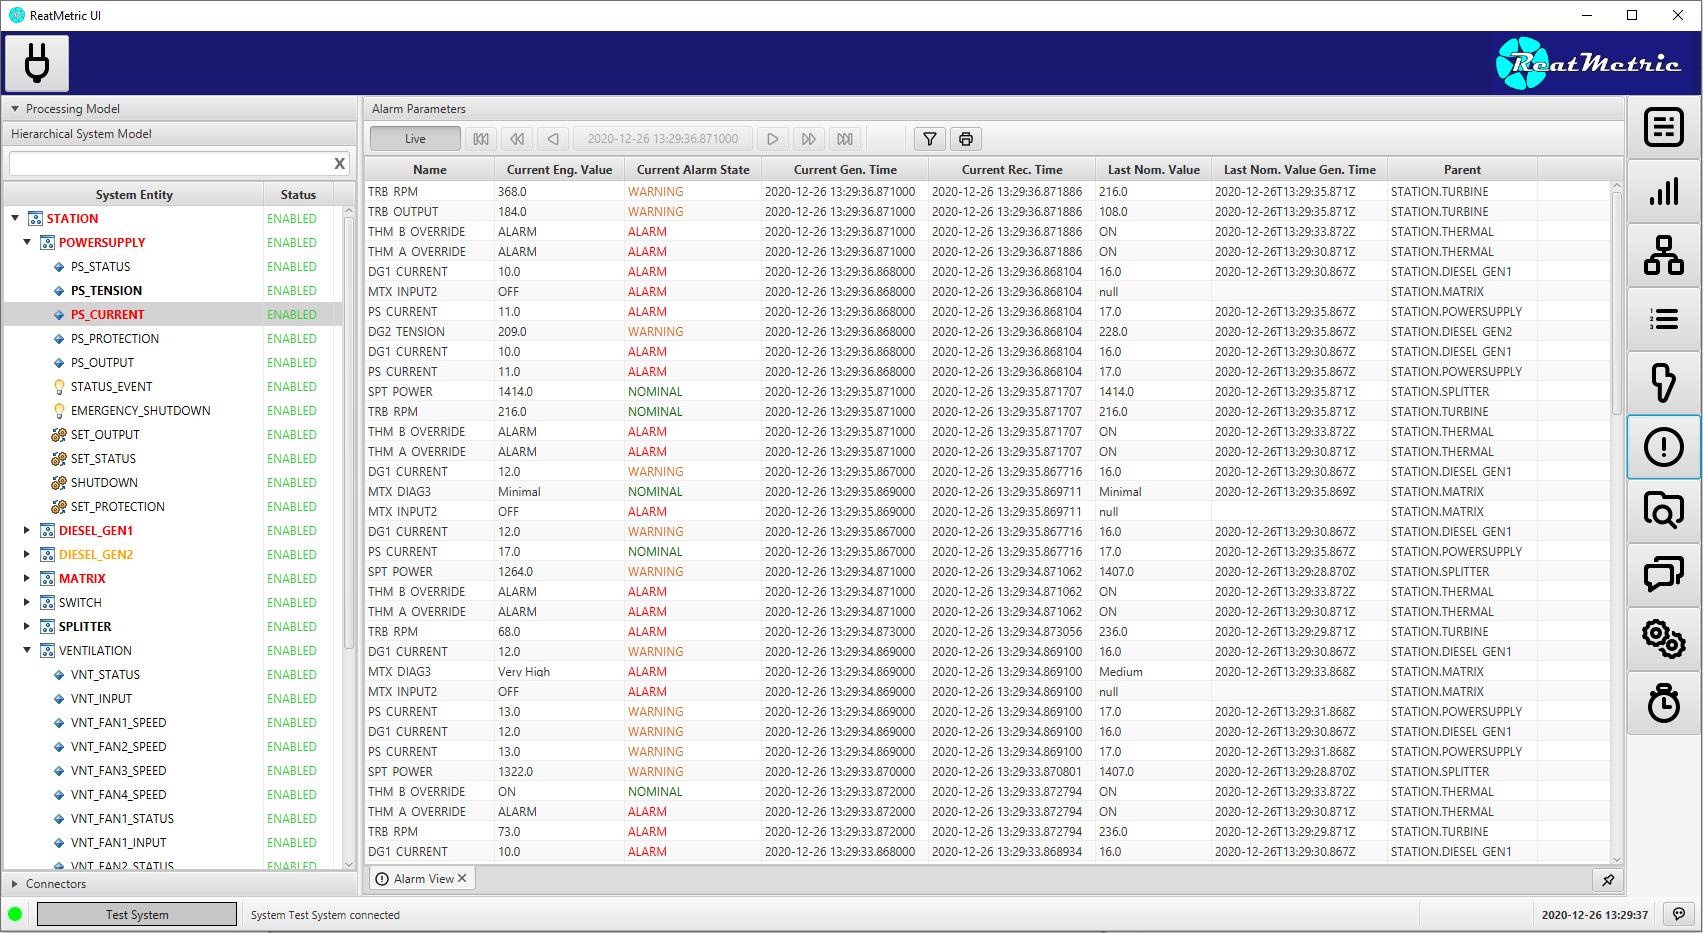 ReatMetric UI
ReatMetric
Processing Model
Hierarchical System Model
X
System Entity Status
STATION ENABLED
POWERSUPPLY ENABLED
PS_STATUS ENABLED
PS_TENSION ENABLED
PS_CURRENT ENABLED
PS_PROTECTION ENABLED
PS_OUTPUT ENABLED
STATUS_EVENT ENABLED
EMERGENCY_SHUTDOWN ENABLED
SET_OUTPUT ENABLED
SET_STATUS ENABLED
SHUTDOWN ENABLED
SET_PROTECTION ENABLED
DIESEL_GEN1 ENABLED
DIESEL_GEN2 ENABLED
MATRIX ENABLED
SWITCH ENABLED
SPLITTER ENABLED
VENTILATION ENABLED
VNT_STATUS ENABLED
VNT_INPUT ENABLED
VNT_FAN1_SPEED ENABLED
VNT_FAN2_SPEED ENABLED
VNT_FAN3_SPEED ENABLED
VNT_FAN4_SPEED ENABLED
VNT_FAN1_STATUS ENABLED
VNT_FAN1_INPUT ENABLED
VNT_FAN2_STATUS ENABLED
Connectors
Alarm Parameters
Live 2020-12-26 13:29:36.871000
Name Current Eng. Value Current Alarm State Current Gen. Time Current Rec. Time Last Nom. Value Last Nom. Value Gen. Time Parent
TRB RPM 368.0 WARNING 2020-12-26 13:29:36.871000 2020-12-26 13:29:36.871886 216.0 2020-12-26T13:29:35.871Z STATION.TURBINE
TRB OUTPUT 184.0 WARNING 2020-12-26 13:29:36.871000 2020-12-26 13:29:36.871886 108.0 2020-12-26T13:29:35.871Z STATION.TURBINE
THM B OVERRIDE ALARM ALARM 2020-12-26 13:29:36.871000 2020-12-26 13:29:36.871886 ON 2020-12-26T13:29:33.872Z STATION.THERMAL
THM A OVERRIDE ALARM ALARM 2020-12-26 13:29:36.871000 2020-12-26 13:29:36.871886 ON 2020-12-26T13:29:30.871Z STATION.THERMAL
DG1 CURRENT 10.0 ALARM 2020-12-26 13:29:36.868000 2020-12-26 13:29:36.868104 16.0 2020-12-26T13:29:30.867Z STATION.DIESEL GEN1
MTX INPUT2 OFF ALARM 2020-12-26 13:29:36.868000 2020-12-26 13:29:36.868104 null STATION.MATRIX
PS CURRENT 11.0 ALARM 2020-12-26 13:29:36.868000 2020-12-26 13:29:36.868104 17.0 2020-12-26T13:29:35.867Z STATION.POWERSUPPLY
DG2 TENSION 209.0 WARNING 2020-12-26 13:29:36.868000 2020-12-26 13:29:36.868104 228.0 2020-12-26T13:29:35.867Z STATION.DIESEL GEN2
DG1 CURRENT 10.0 ALARM 2020-12-26 13:29:36.868000 2020-12-26 13:29:36.868104 16.0 2020-12-26T13:29:30.867Z STATION.DIESEL GEN1
PS CURRENT 11.0 ALARM 2020-12-26 13:29:36.868000 2020-12-26 13:29:36.868104 17.0 2020-12-26T13:29:35.867Z STATION.POWERSUPPLY
SPT POWER 1414.0 NOMINAL 2020-12-26 13:29:35.871000 2020-12-26 13:29:35.871707 1414.0 2020-12-26T13:29:35.871Z STATION.SPLITTER
TRB RPM 216.0 NOMINAL 2020-12-26 13:29:35.871000 2020-12-26 13:29:35.871707 216.0 2020-12-26T13:29:35.871Z STATION.TURBINE
THM B OVERRIDE ALARM ALARM 2020-12-26 13:29:35.871000 2020-12-26 13:29:35.871707 ON 2020-12-26T13:29:33.872Z STATION.THERMAL
THM A OVERRIDE ALARM ALARM 2020-12-26 13:29:35.871000 2020-12-26 13:29:35.871707 ON 2020-12-26T13:29:30.871Z STATION.THERMAL
DG1 CURRENT 12.0 WARNING 2020-12-26 13:29:35.867000 2020-12-26 13:29:35.867716 16.0 2020-12-26T13:29:30.867Z STATION.DIESEL GEN1
MTX DIAG3 Minimal NOMINAL 2020-12-26 13:29:35.869000 2020-12-26 13:29:35.869711 Minimal 2020-12-26T13:29:35.869Z STATION.MATRIX
MTX INPUT2 OFF ALARM 2020-12-26 13:29:35.869000 2020-12-26 13:29:35.869711 null STATION.MATRIX
DG1 CURRENT 12.0 WARNING 2020-12-26 13:29:35.867000 2020-12-26 13:29:35.867716 16.0 2020-12-26T13:29:30.867Z STATION.DIESEL GEN1
PS CURRENT 17.0 NOMINAL 2020-12-26 13:29:35.867000 2020-12-26 13:29:35.867716 17.0 2020-12-26T13:29:35.867Z STATION.POWERSUPPLY
SPT POWER 1264.0 WARNING 2020-12-26 13:29:34.871000 2020-12-26 13:29:34.871062 1407.0 2020-12-26T13:29:28.870Z STATION.SPLITTER
THM B OVERRIDE ALARM ALARM 2020-12-26 13:29:34.871000 2020-12-26 13:29:34.871062 ON 2020-12-26T13:29:33.872Z STATION.THERMAL
THM A OVERRIDE ALARM ALARM 2020-12-26 13:29:34.871000 2020-12-26 13:29:34.871062 ON 2020-12-26T13:29:30.871Z STATION.THERMAL
TRB RPM 68.0 ALARM 2020-12-26 13:29:34.873000 2020-12-26 13:29:34.873056 236.0 2020-12-26T13:29:29.871Z STATION.TURBINE
DG1 CURRENT 12.0 WARNING 2020-12-26 13:29:34.869000 2020-12-26 13:29:34.869100 16.0 2020-12-26T13:29:30.867Z STATION.DIESEL GEN1
MTX DIAG3 Very High ALARM 2020-12-26 13:29:34.869000 2020-12-26 13:29:34.869100 Medium 2020-12-26T13:29:33.868Z STATION.MATRIX
MTX INPUT2 OFF ALARM 2020-12-26 13:29:34.869000 2020-12-26 13:29:34.869100 null STATION.MATRIX
PS CURRENT 13.0 WARNING 2020-12-26 13:29:34.869000 2020-12-26 13:29:34.869100 17.0 2020-12-26T13:29:31.868Z STATION.POWERSUPPLY
DG1 CURRENT 12.0 WARNING 2020-12-26 13:29:34.869000 2020-12-26 13:29:34.869100 16.0 2020-12-26T13:29:30.867Z STATION.DIESEL GEN1
PS CURRENT 13.0 WARNING 2020-12-26 13:29:34.869000 2020-12-26 13:29:34.869100 17.0 2020-12-26T13:29:31.868Z STATION.POWERSUPPLY
SPT POWER 1322.0 WARNING 2020-12-26 13:29:33.870000 2020-12-26 13:29:33.870801 1407.0 2020-12-26T13:29:28.870Z STATION.SPLITTER
THM B OVERRIDE ON NOMINAL 2020-12-26 13:29:33.872000 2020-12-26 13:29:33.872794 ON 2020-12-26T13:29:33.872Z STATION.THERMAL
THM A OVERRIDE ALARM ALARM 2020-12-26 13:29:33.872000 2020-12-26 13:29:33.872794 ON 2020-12-26T13:29:30.871Z STATION.THERMAL
TRB RPM 73.0 ALARM 2020-12-26 13:29:33.872000 2020-12-26 13:29:33.872794 236.0 2020-12-26T13:29:29.871Z STATION.TURBINE
DG1 CURRENT 10.0 ALARM 2020-12-26 13:29:33.868000 2020-12-26 13:29:33.868934 16.0 2020-12-26T13:29:30.867Z STATION.DIESEL GEN1
Alarm View
Test System System Test System connected 2020-12-26 13:29:37